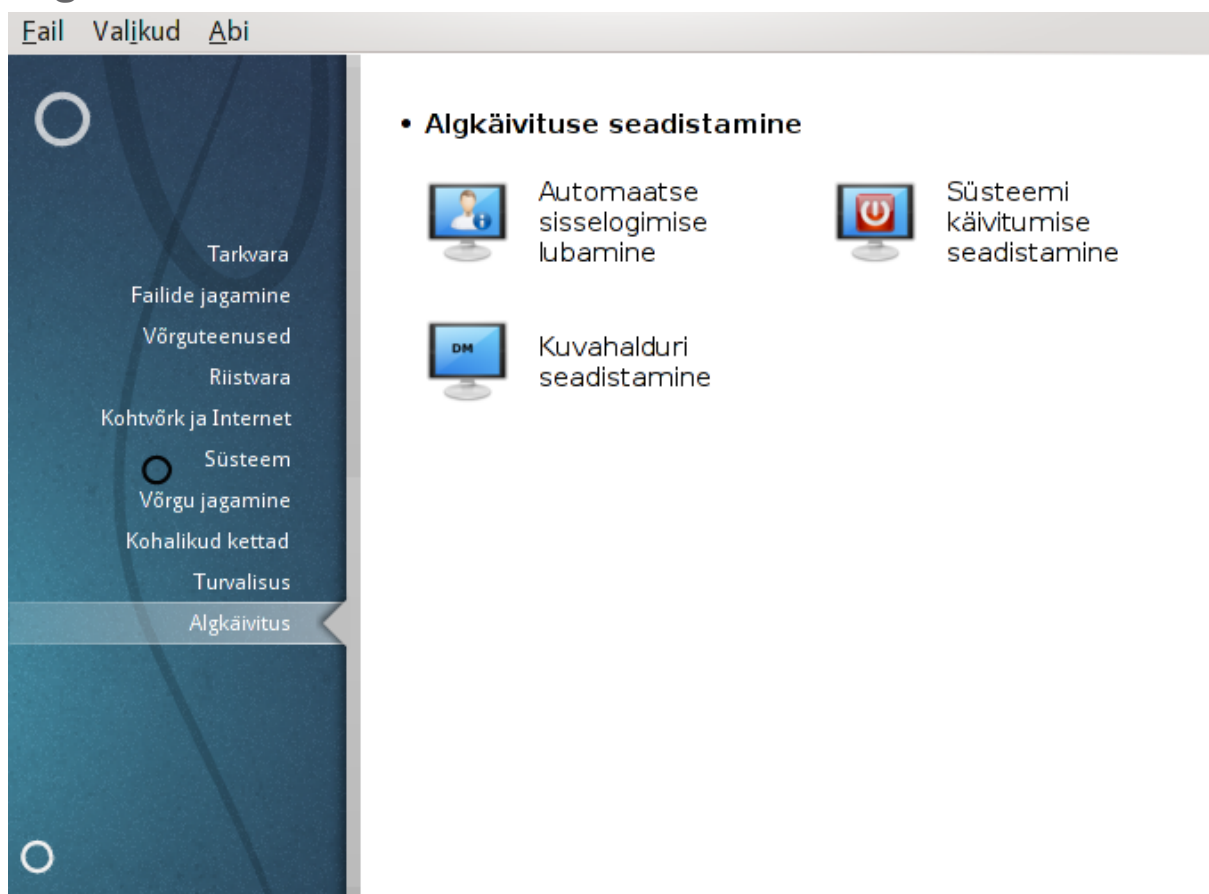 Fail Valikud Abi
Tarkvara
Failide jagamine
Võrguteenused
Riistvara
Kohtvõrk ja Internet
Süsteem
Võrgu jagamine
Kohalikud kettad
Turvalisus
Algkäivitus
• Algkäivituse seadistamine
Automaatse
sisselogimise
lubamine
Süsteemi
käivitumise
seadistamine
DM
Kuvahalduri
seadistamine